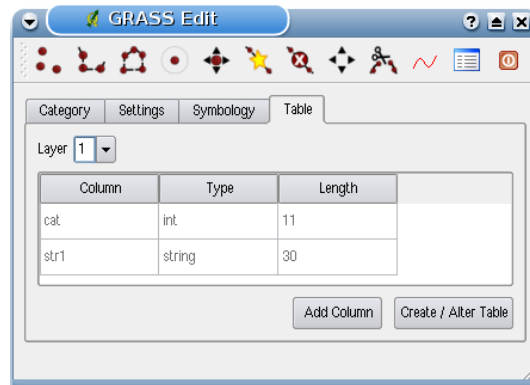 GRASS Edit
Category Settings Symbology Table
Layer 1
Column Type Length
cat int 11
str1 string 30
Add Column Create / Alter Table